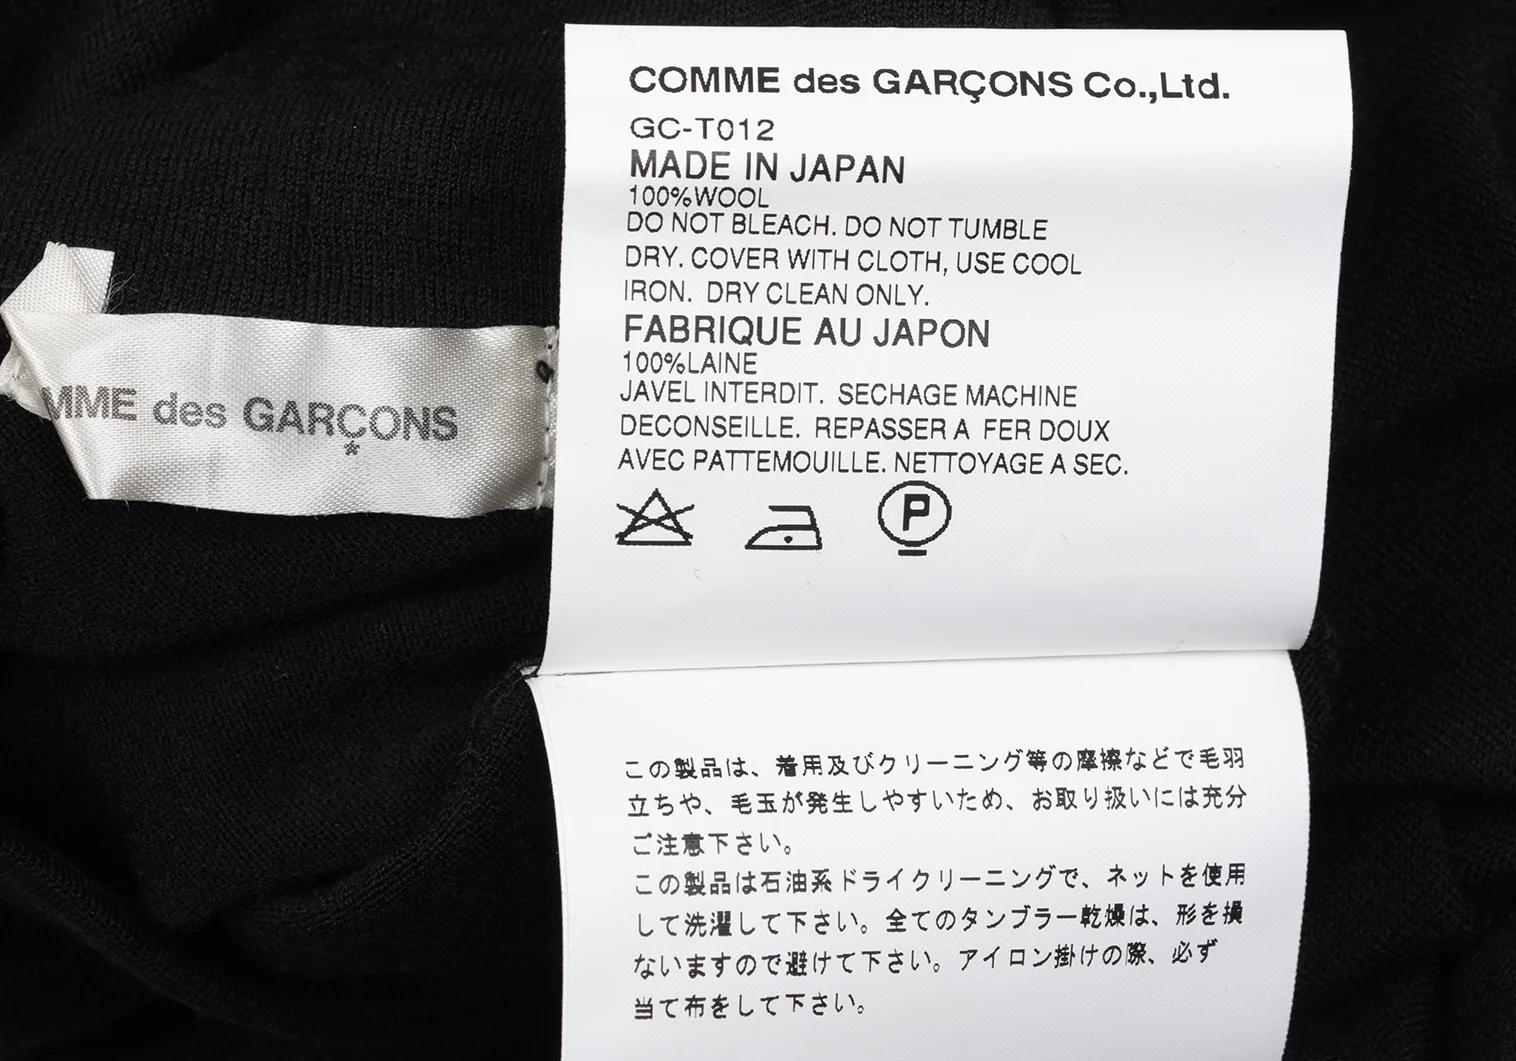 COMME des GARÇONS Co.,Ltd.
GC-T012
MADE IN JAPAN
100%WOOL
DO NOT BLEACH. DO NOT TUMBLE
DRY. COVER WITH CLOTH, USE COOL
IRON. DRY CLEAN ONLY.
FABRIQUE AU JAPON
100%LAINE
JAVEL INTERDIT. SECHAGE MACHINE
DECONSEILLE. REPASSER A FER DOUX
AVEC PATTEMOUILLE. NETTOYAGE A SEC.
P
MME des GARÇONS
*
この製品は、着用及びクリーニング等の摩擦などで毛羽
立ちや、毛玉が発生しやすいため、お取り扱いには充分
ご注意下さい。
この製品は石油系ドライクリーニングで、ネットを使用
して洗濯して下さい。全てのタンブラー乾燥は、形を損
ないますので避けて下さい。アイロン掛けの際、必ず
当て布をして下さい。